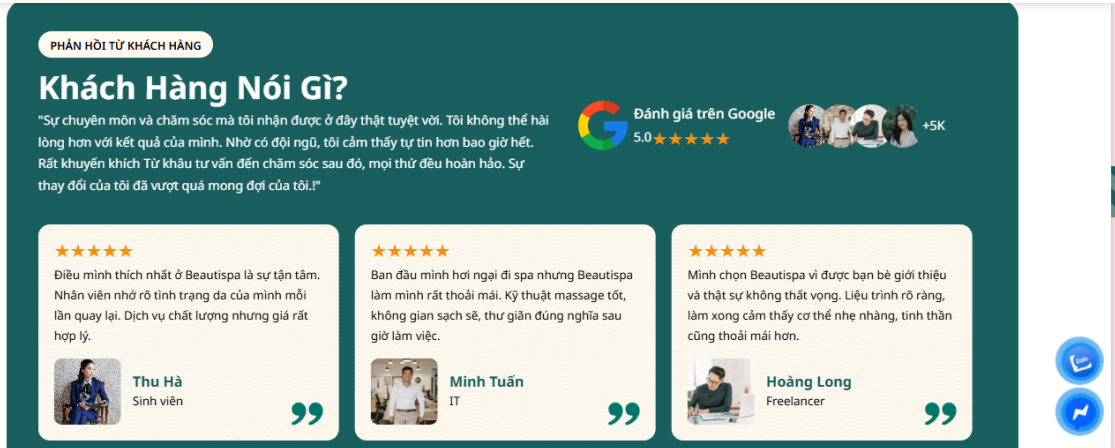 PHẢN HỒI TỪ KHÁCH HÀNG
Khách Hàng Nói Gì?
"Sự chuyên môn và chăm sóc mà tôi nhận được ở đây thật tuyệt vời. Tôi không thể hài
lòng hơn với kết quả của mình. Nhờ có đội ngũ, tôi cảm thấy tự tin hơn bao giờ hết.
Rất khuyến khích Từ khâu tư vấn đến chăm sóc sau đó, mọi thứ đều hoàn hảo. Sự
thay đổi của tôi đã vượt quá mong đợi của tôi.!"
Đánh giá trên Google
5.0
+5K
Điều mình thích nhất ở Beautispa là sự tận tâm.
Nhân viên nhớ rõ tình trạng da của mình mỗi
lần quay lại. Dịch vụ chất lượng nhưng giá rất
hợp lý.
Thu Hà
Sinh viên
Ban đầu mình hơi ngại đi spa nhưng Beautispa
làm mình rất thoải mái. Kỹ thuật massage tốt,
không gian sạch sẽ, thư giãn đúng nghĩa sau
giờ làm việc.
Minh Tuấn
IT
Mình chọn Beautispa vì được bạn bè giới thiệu
và thật sự không thất vọng. Liệu trình rõ ràng,
làm xong cảm thấy cơ thể nhẹ nhàng, tinh thần
cũng thoải mái hơn.
Hoàng Long
Freelancer
Zalo